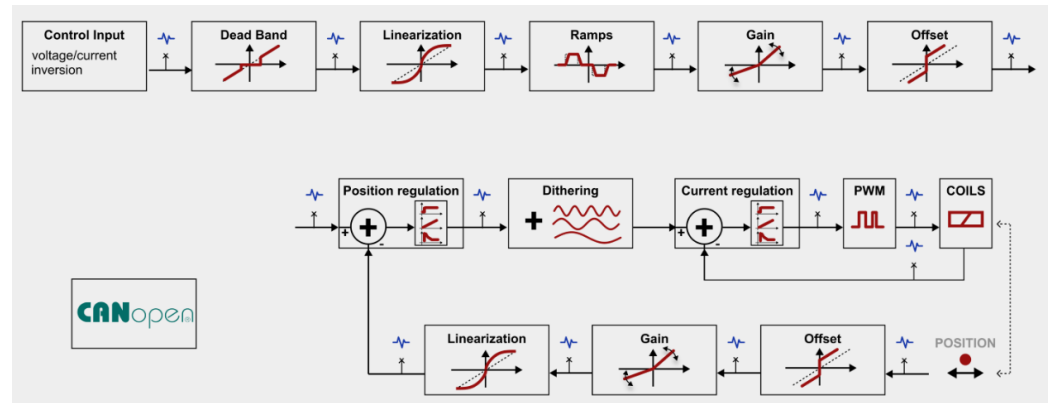 Control Input
voltage/current
inversion
Dead Band
Linearization
Ramps
Gain
Offset
Position regulation
+
-
Dithering
Current regulation
+
-
PWM
COILS
CANopen
Linearization
Gain
Offset
POSITION